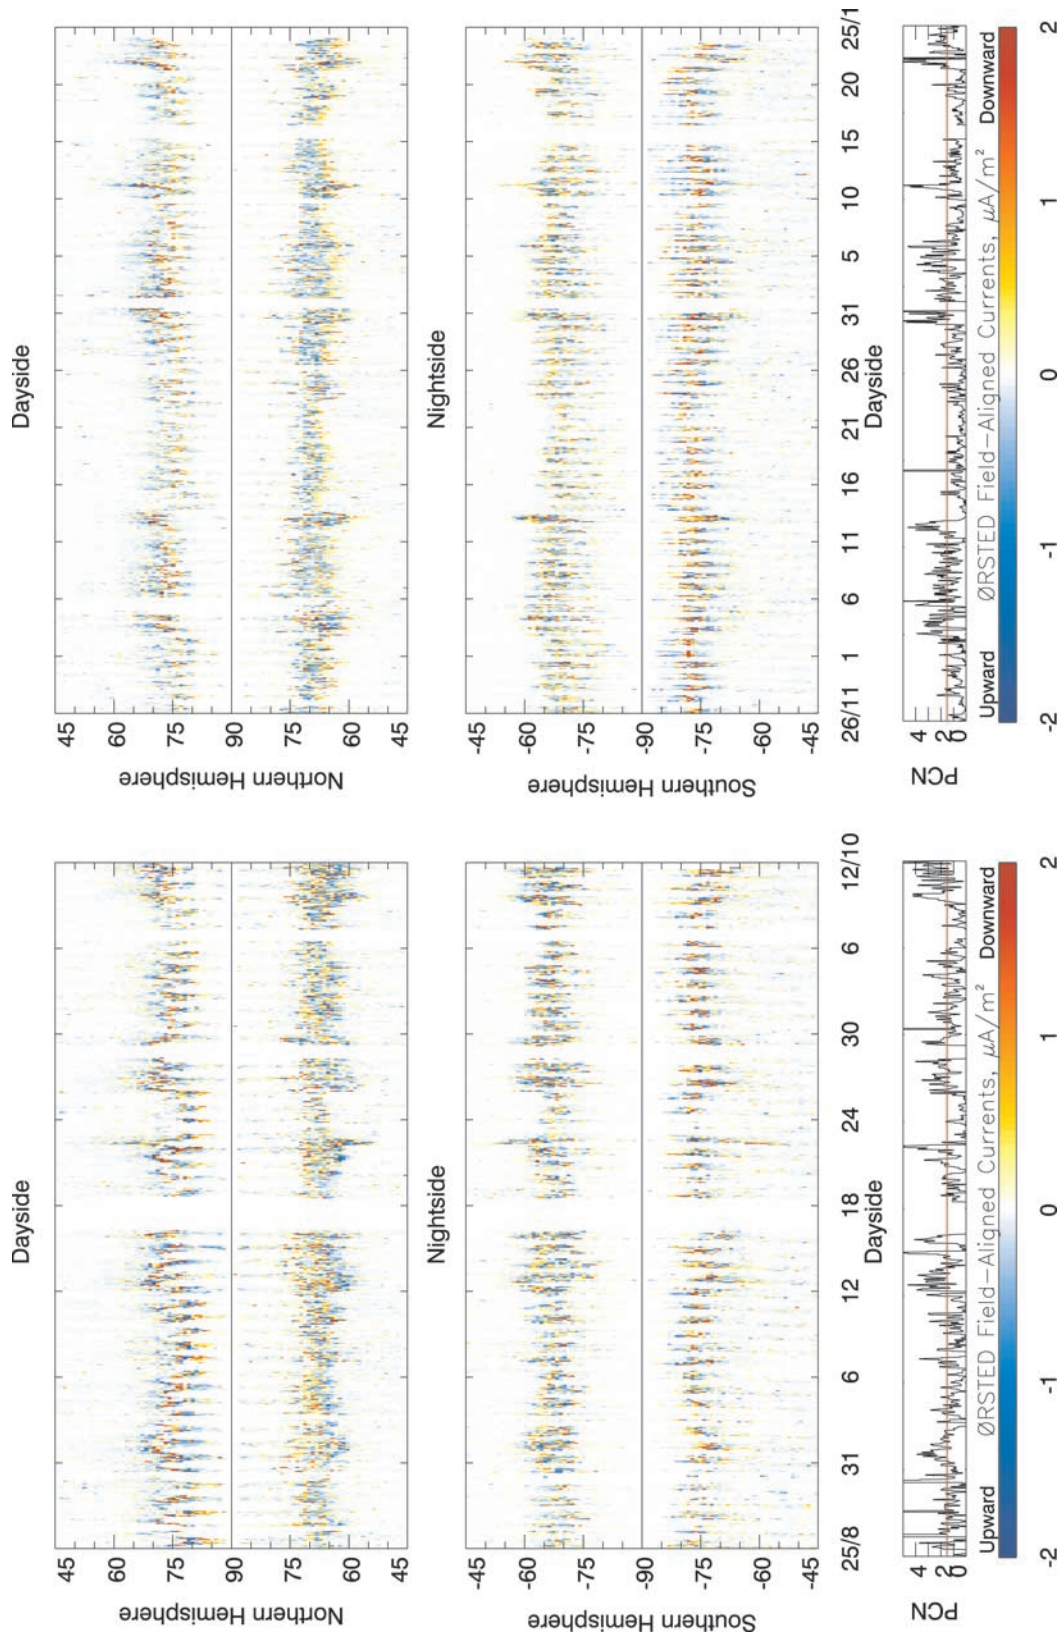 Dayside
45
60
75
90
75
60
45
Northern Hemisphere
Nightside
-45
-60
-75
-90
-75
-60
-45
Southern Hemisphere
25/8 31 6 12 18 24 30 6 12/10
Dayside
PCN
4
2
0
Upward
Downward
ØRSTED Field-Aligned Currents, μA/m²
-2 -1 0 1 2
Dayside
45
60
75
90
75
60
45
Northern Hemisphere
Nightside
-45
-60
-75
-90
-75
-60
-45
Southern Hemisphere
26/11 1 6 11 16 21 26 31 5 10 15 20 25/1
Dayside
PCN
4
2
0
Upward
Downward
ØRSTED Field-Aligned Currents, μA/m²
-2 -1 0 1 2